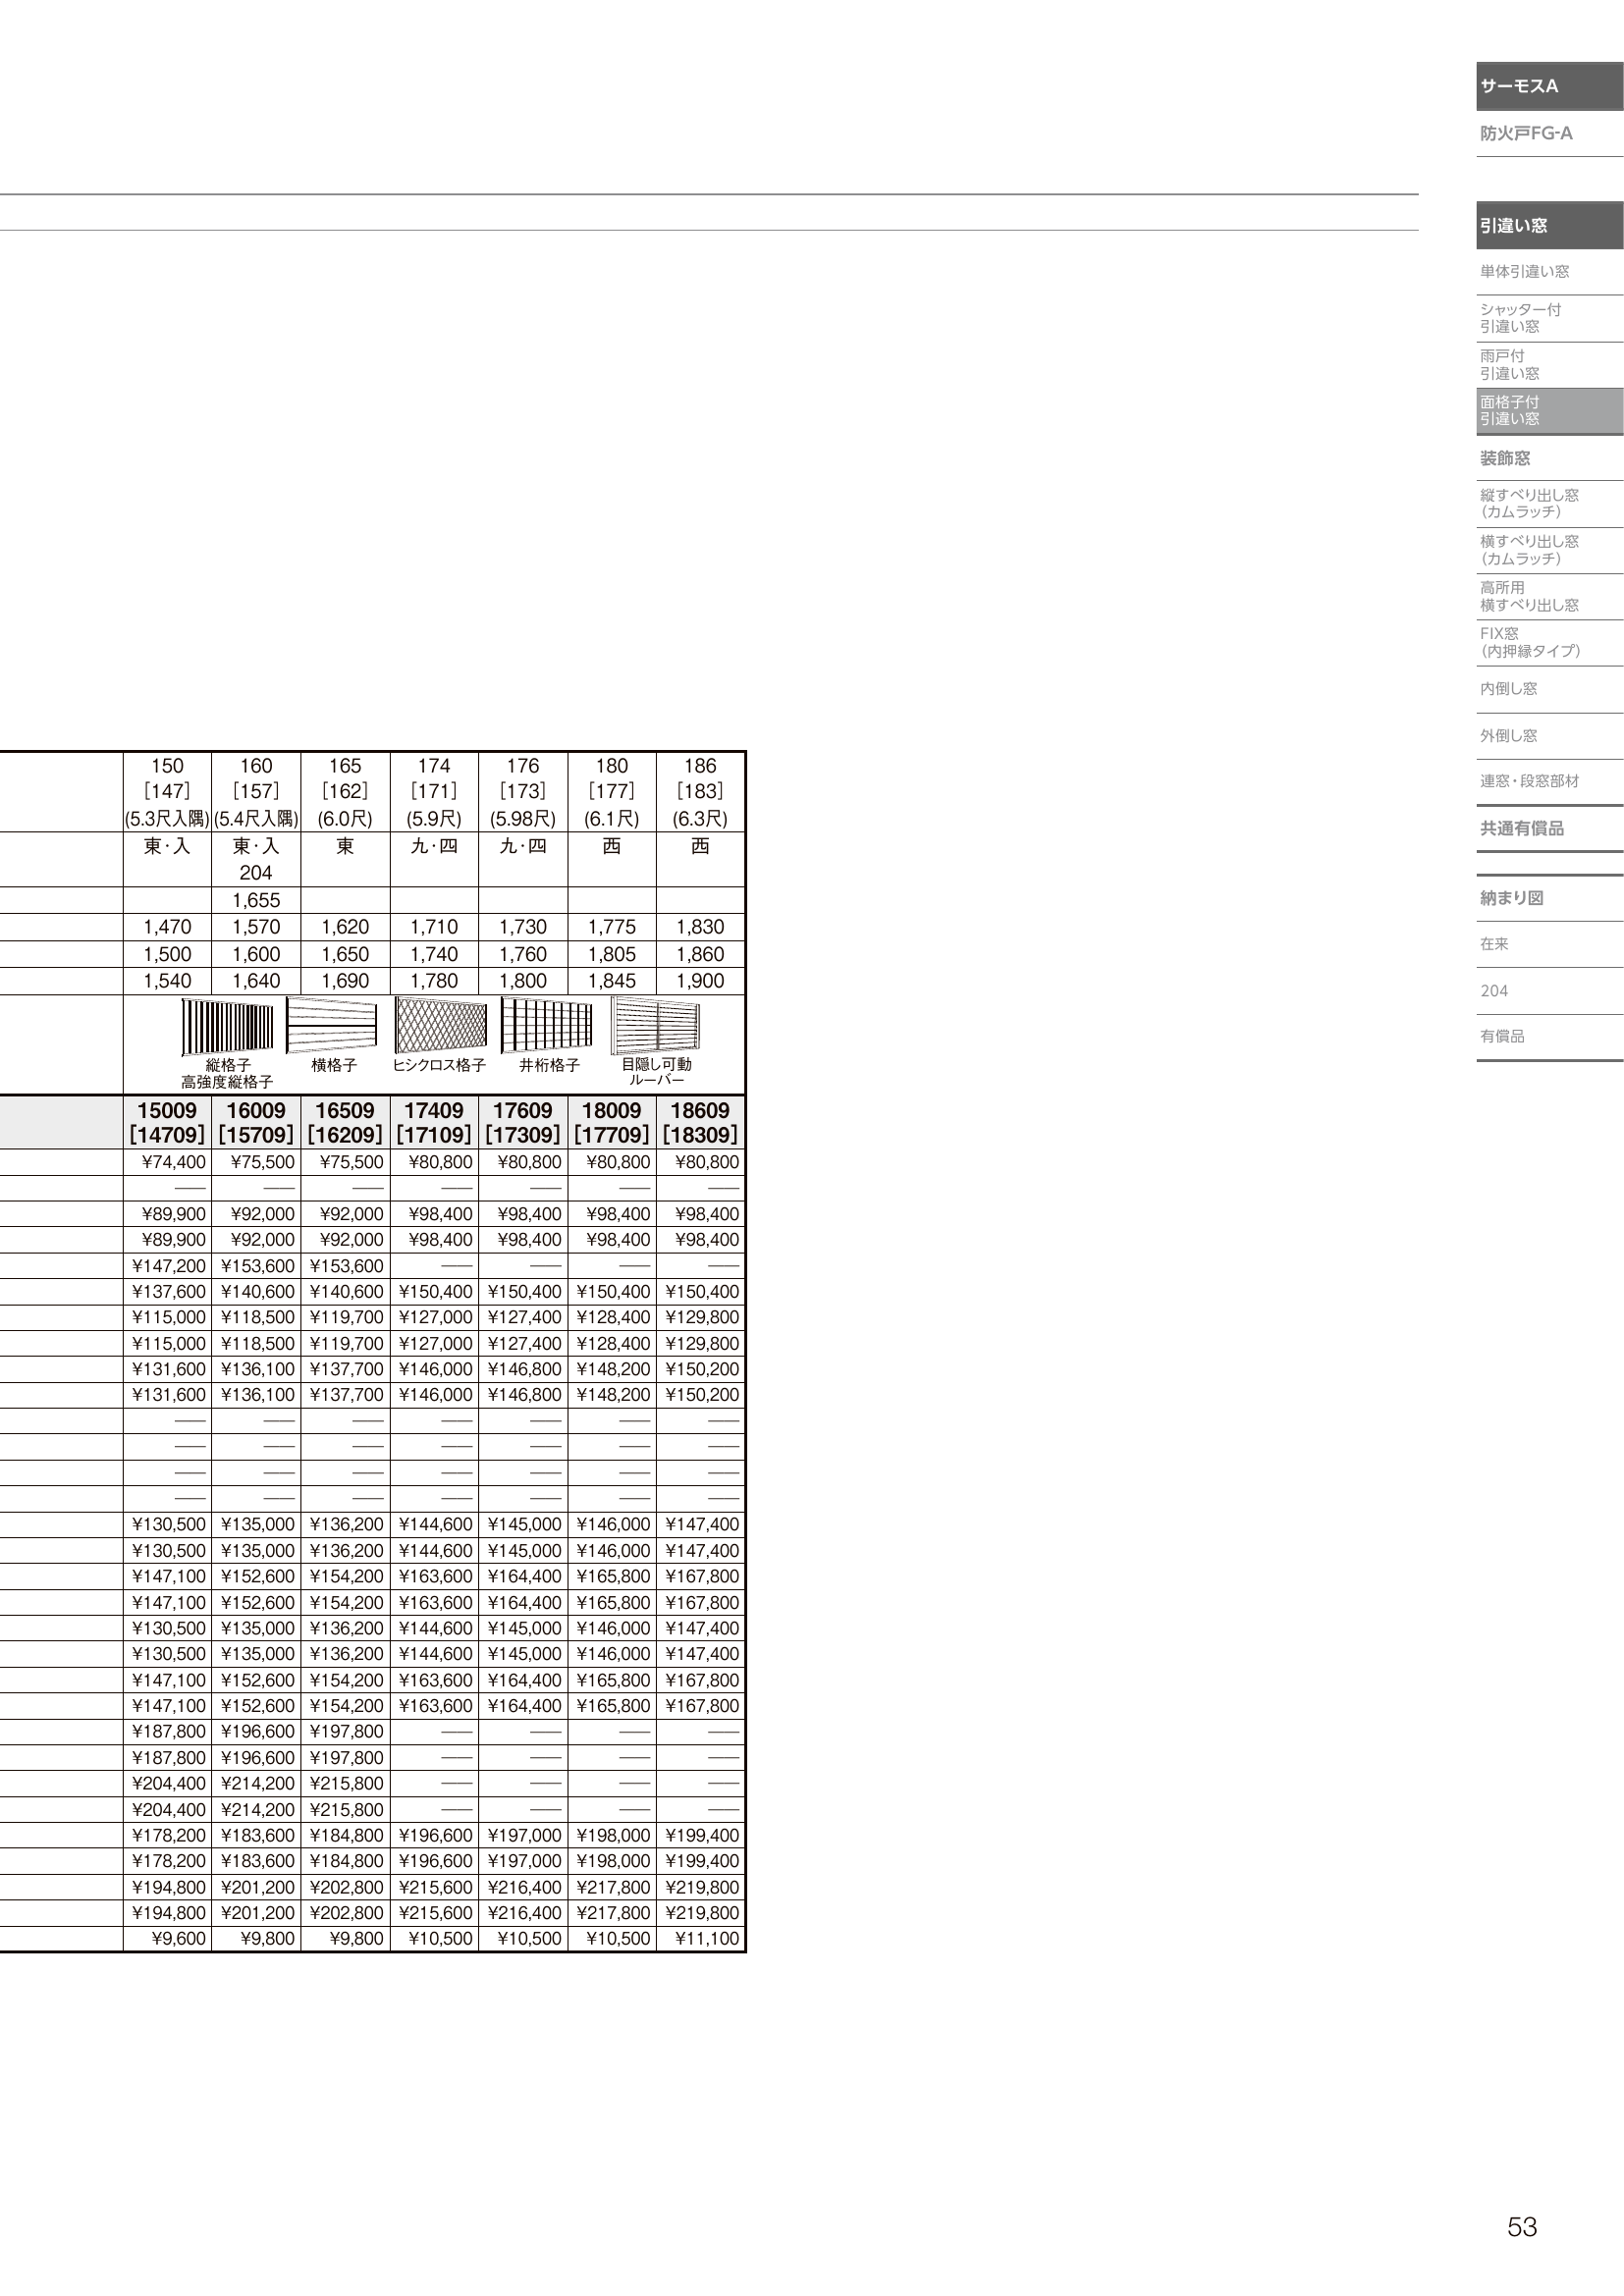 サーモスA
防火戸FG-A
引違い窓
単体引違い窓
シャッター付
引違い窓
雨戸付
引違い窓
面格子付
引違い窓
装飾窓
縦すべり出し窓
(カムラッチ)
横すべり出し窓
(カムラッチ)
高所用
横すべり出し窓
FIX窓
(内押縁タイプ)
内倒し窓
外倒し窓
連窓・段窓部材
共通有償品
納まり図
在来
204
有償品
150 160 165 174 176 180 186
[147] [157] [162] [171] [173] [177] [183]
(5.3尺入隅) (5.4尺入隅) (6.0尺) (5.9尺) (5.98尺) (6.1尺) (6.3尺)
東·入 東·入 東 九·四 九·四 西 西
204
1,655
1,470 1,570 1,620 1,710 1,730 1,775 1,830
1,500 1,600 1,650 1,740 1,760 1,805 1,860
1,540 1,640 1,690 1,780 1,800 1,845 1,900
縦格子 横格子 ヒシクロス格子 井桁格子 目隠し可動
高強度縦格子 ルーバー
15009 16009 16509 17409 17609 18009 18609
[14709] [15709] [16209] [17109] [17309] [17709] [18309]
¥74,400 ¥75,500 ¥75,500 ¥80,800 ¥80,800 ¥80,800 ¥80,800
—— —— —— —— —— —— ——
¥89,900 ¥92,000 ¥92,000 ¥98,400 ¥98,400 ¥98,400 ¥98,400
¥89,900 ¥92,000 ¥92,000 ¥98,400 ¥98,400 ¥98,400 ¥98,400
¥147,200 ¥153,600 ¥153,600 —— —— —— ——
¥137,600 ¥140,600 ¥140,600 ¥150,400 ¥150,400 ¥150,400 ¥150,400
¥115,000 ¥118,500 ¥119,700 ¥127,000 ¥127,400 ¥128,400 ¥129,800
¥115,000 ¥118,500 ¥119,700 ¥127,000 ¥127,400 ¥128,400 ¥129,800
¥131,600 ¥136,100 ¥137,700 ¥146,000 ¥146,800 ¥148,200 ¥150,200
¥131,600 ¥136,100 ¥137,700 ¥146,000 ¥146,800 ¥148,200 ¥150,200
—— —— —— —— —— —— ——
—— —— —— —— —— —— ——
—— —— —— —— —— —— ——
—— —— —— —— —— —— ——
¥130,500 ¥135,000 ¥136,200 ¥144,600 ¥145,000 ¥146,000 ¥147,400
¥130,500 ¥135,000 ¥136,200 ¥144,600 ¥145,000 ¥146,000 ¥147,400
¥147,100 ¥152,600 ¥154,200 ¥163,600 ¥164,400 ¥165,800 ¥167,800
¥147,100 ¥152,600 ¥154,200 ¥163,600 ¥164,400 ¥165,800 ¥167,800
¥130,500 ¥135,000 ¥136,200 ¥144,600 ¥145,000 ¥146,000 ¥147,400
¥130,500 ¥135,000 ¥136,200 ¥144,600 ¥145,000 ¥146,000 ¥147,400
¥147,100 ¥152,600 ¥154,200 ¥163,600 ¥164,400 ¥165,800 ¥167,800
¥147,100 ¥152,600 ¥154,200 ¥163,600 ¥164,400 ¥165,800 ¥167,800
¥187,800 ¥196,600 ¥197,800 —— —— —— ——
¥187,800 ¥196,600 ¥197,800 —— —— —— ——
¥204,400 ¥214,200 ¥215,800 —— —— —— ——
¥204,400 ¥214,200 ¥215,800 —— —— —— ——
¥178,200 ¥183,600 ¥184,800 ¥196,600 ¥197,000 ¥198,000 ¥199,400
¥178,200 ¥183,600 ¥184,800 ¥196,600 ¥197,000 ¥198,000 ¥199,400
¥194,800 ¥201,200 ¥202,800 ¥215,600 ¥216,400 ¥217,800 ¥219,800
¥194,800 ¥201,200 ¥202,800 ¥215,600 ¥216,400 ¥217,800 ¥219,800
¥9,600 ¥9,800 ¥9,800 ¥10,500 ¥10,500 ¥10,500 ¥11,100
53